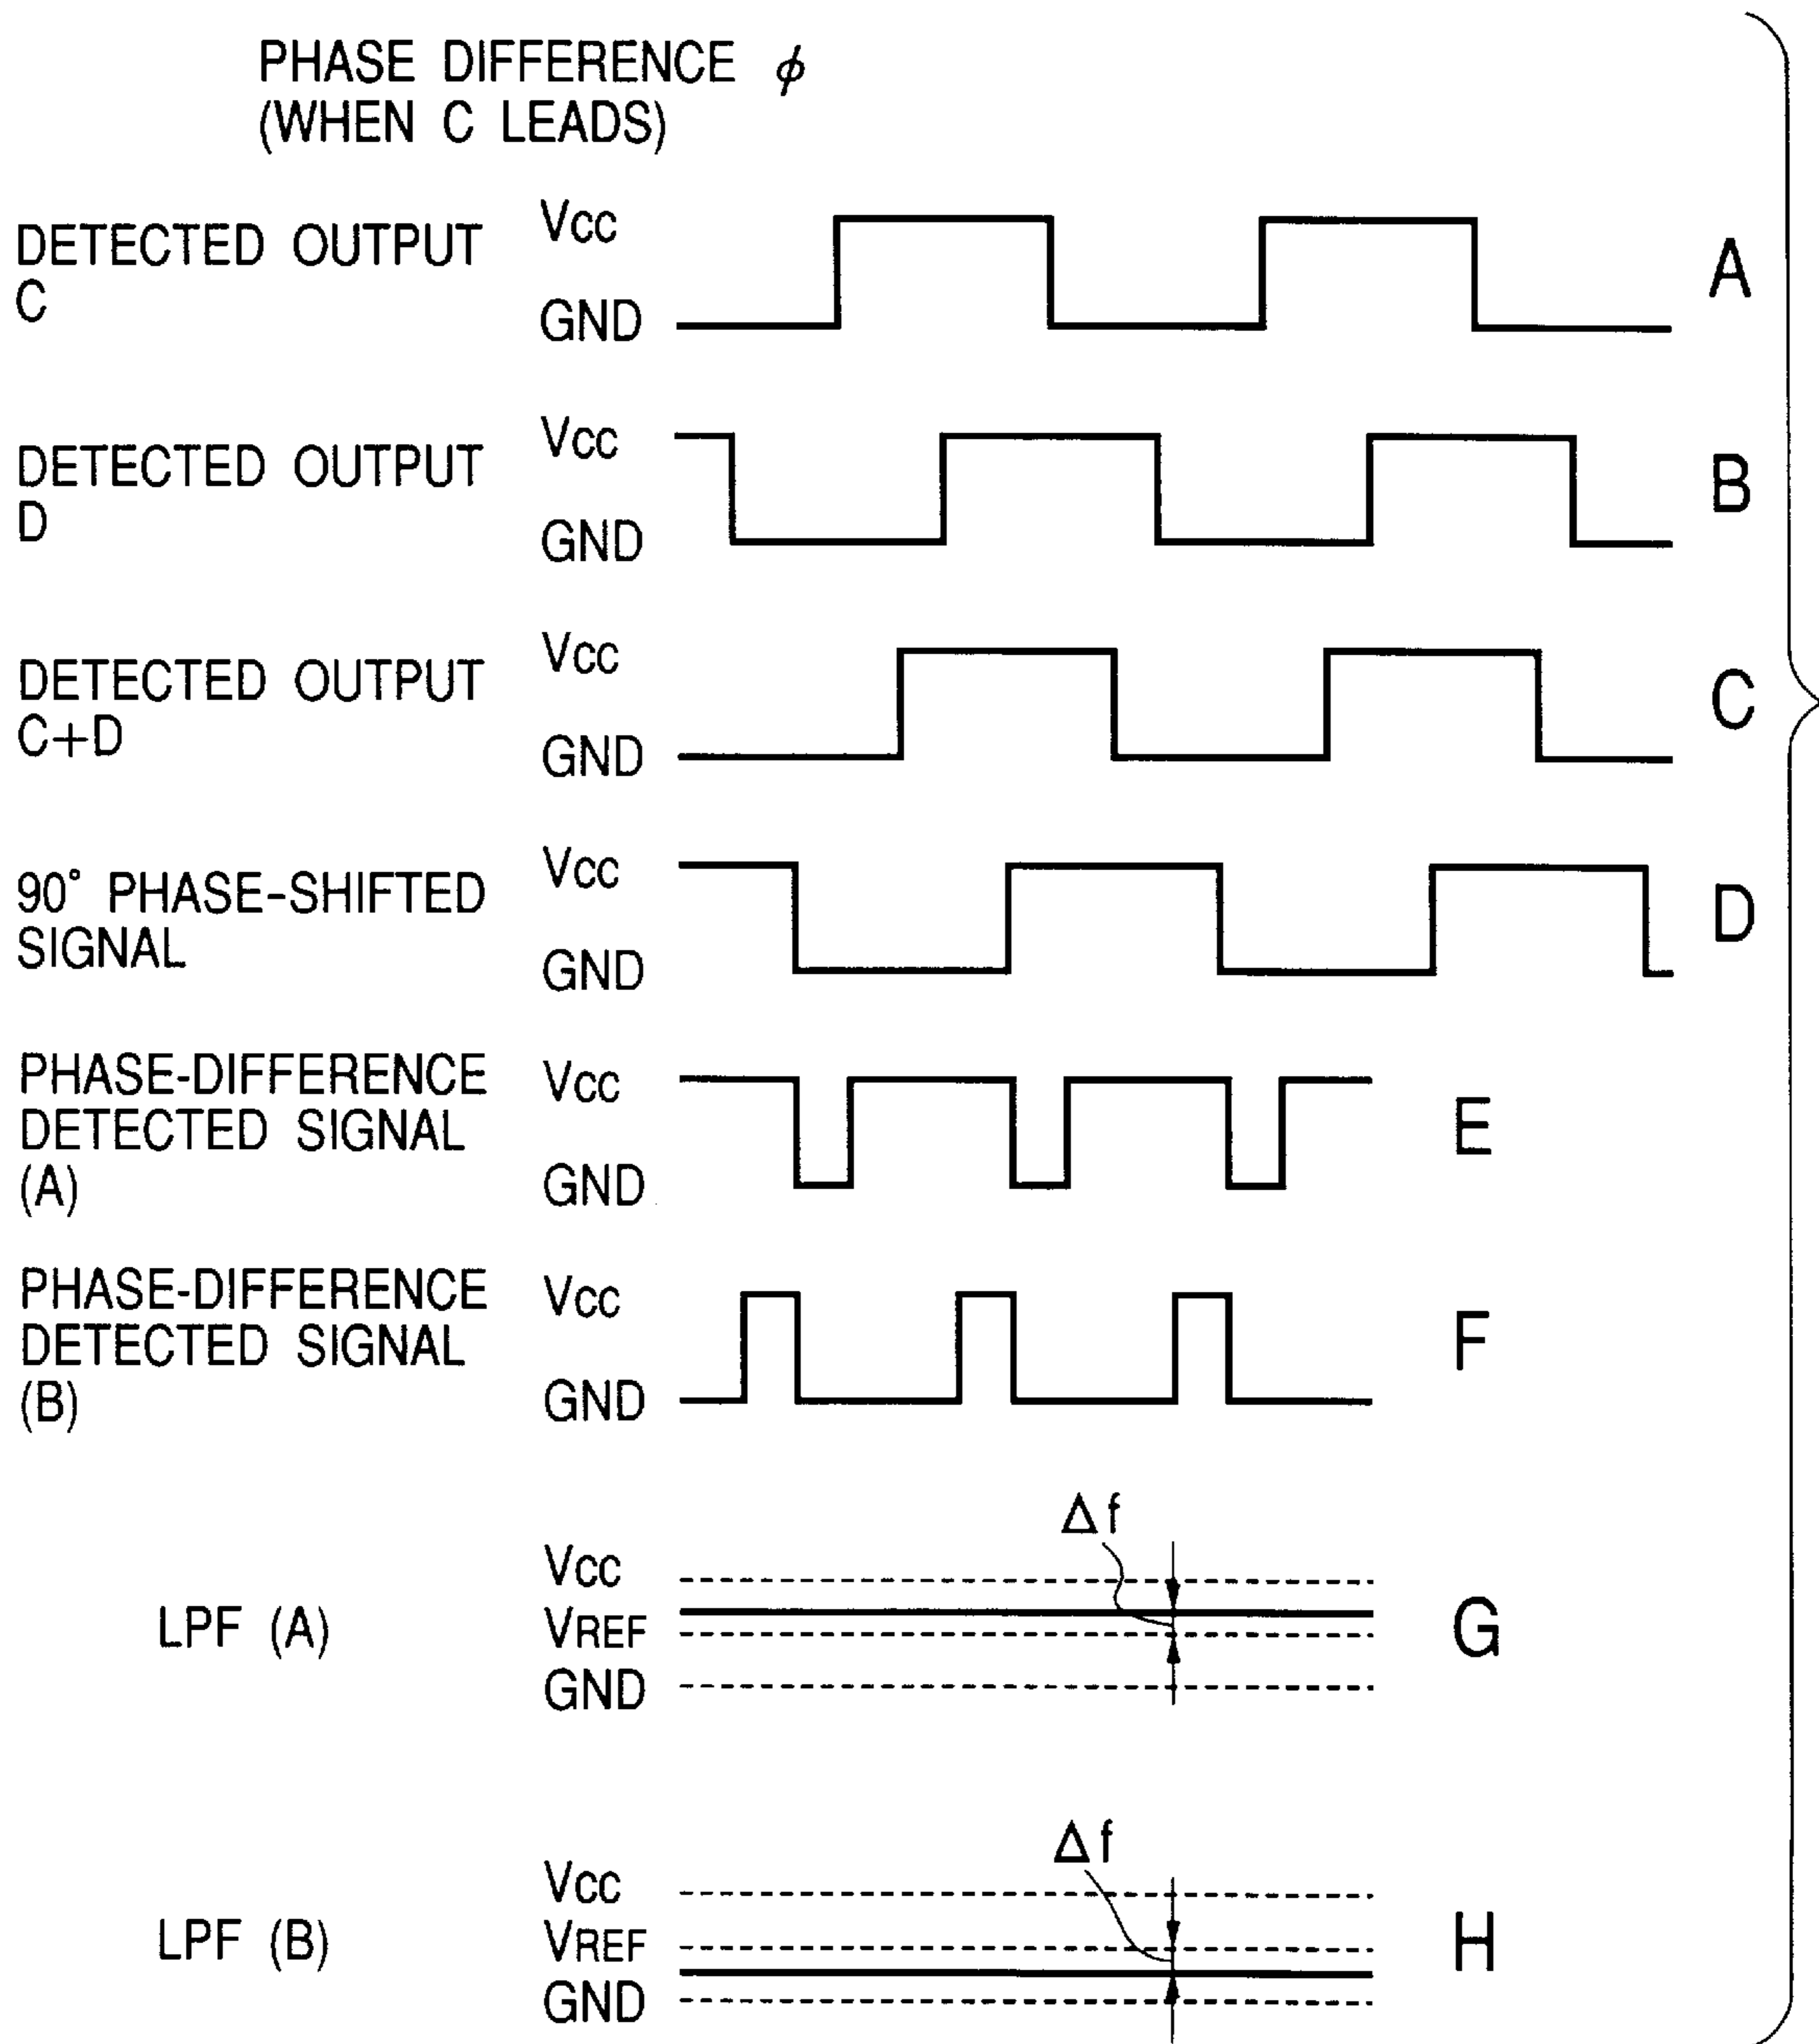 PHASE DIFFERENCE ϕ
(WHEN C LEADS)
DETECTED OUTPUT
C
Vcc
GND
A
DETECTED OUTPUT
D
Vcc
GND
B
DETECTED OUTPUT
C+D
Vcc
GND
C
90° PHASE-SHIFTED
SIGNAL
Vcc
GND
D
PHASE-DIFFERENCE
DETECTED SIGNAL
(A)
Vcc
GND
E
PHASE-DIFFERENCE
DETECTED SIGNAL
(B)
Vcc
GND
F
LPF (A)
Vcc
VREF
GND
Δf
G
LPF (B)
Vcc
VREF
GND
Δf
H